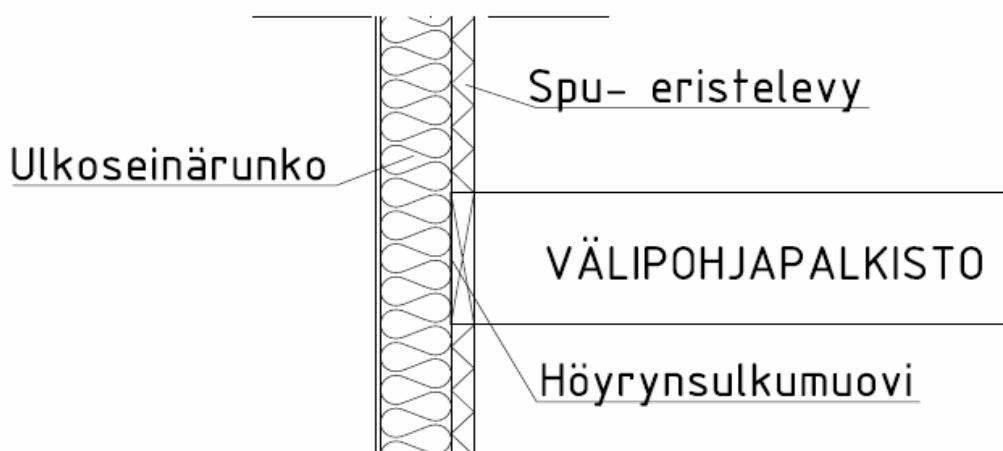 Spu- eristelevy
Ulkoseinärunko
VÄLIPOHJAPALKISTO
Höyrynsulkumuovi